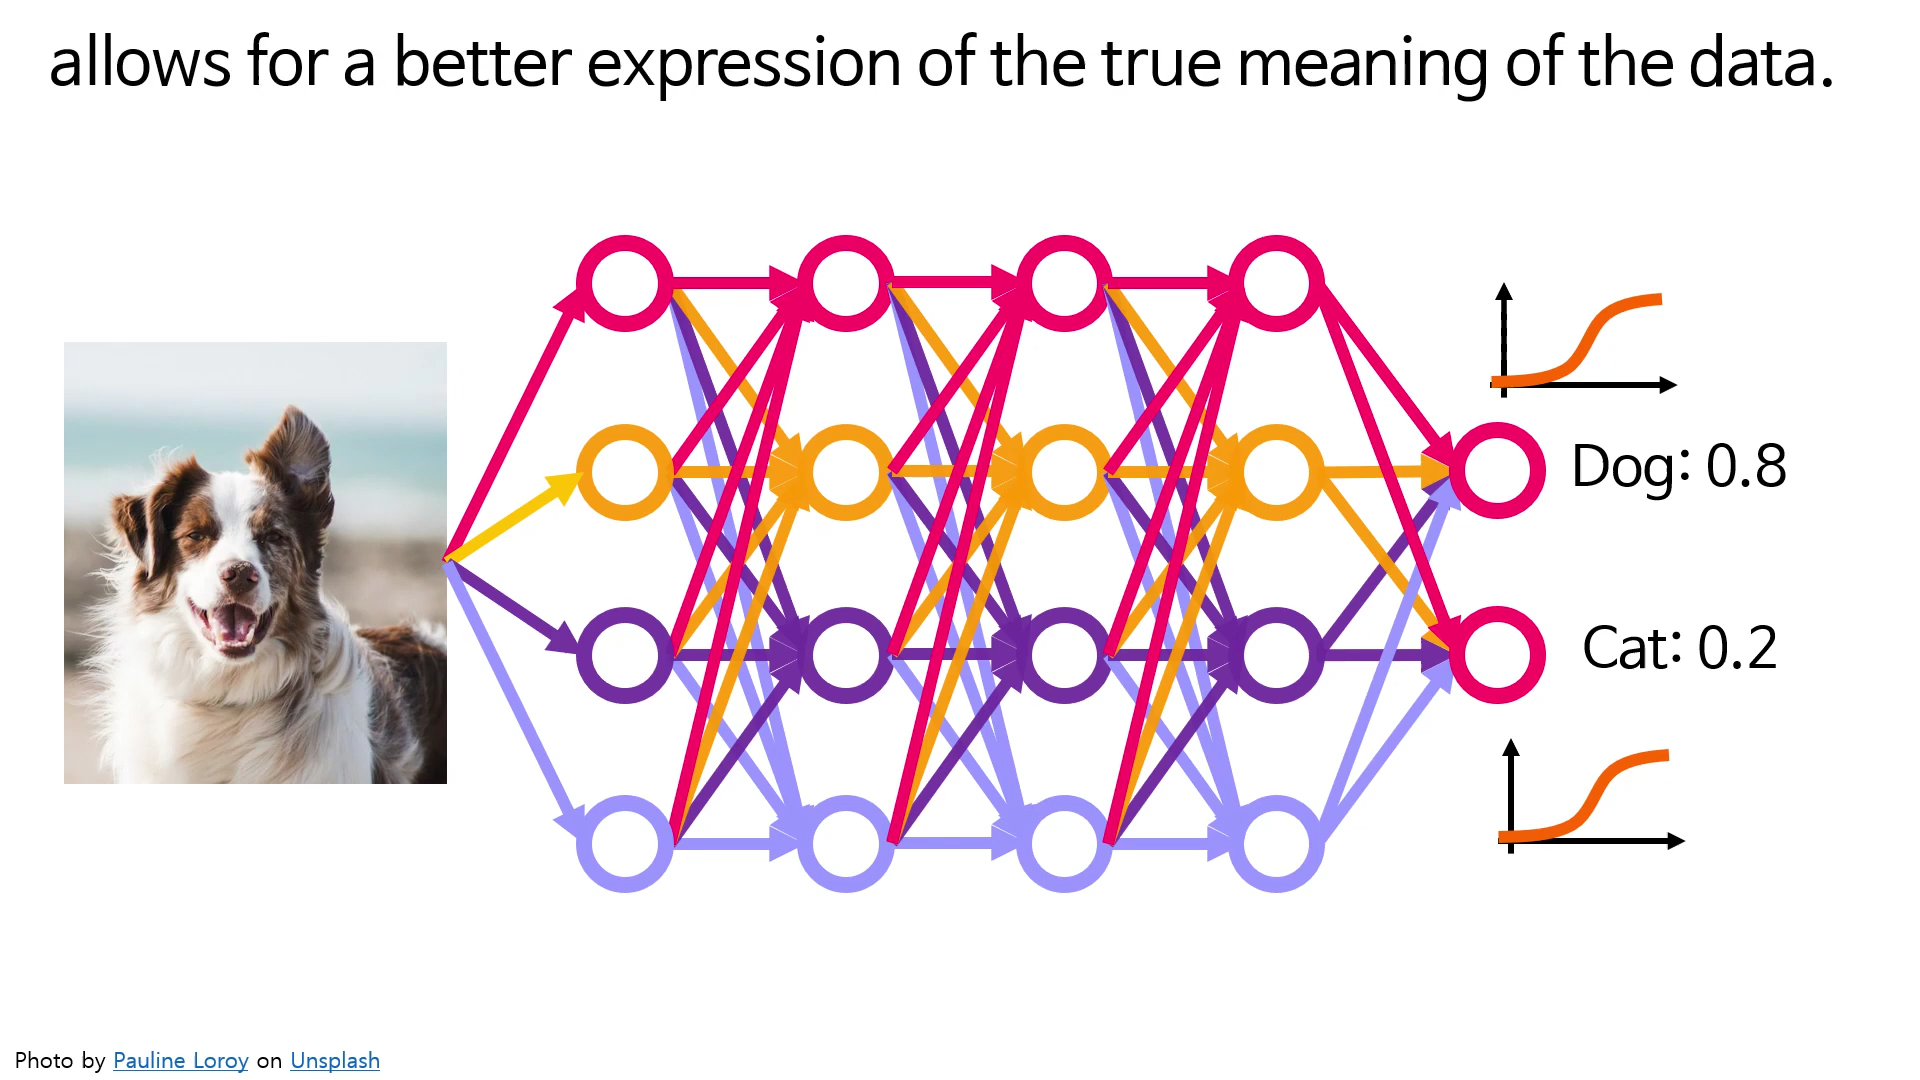 allows for a better expression of the true meaning of the data.
Dog: 0.8
Cat: 0.2
Photo by Pauline Loroy on Unsplash